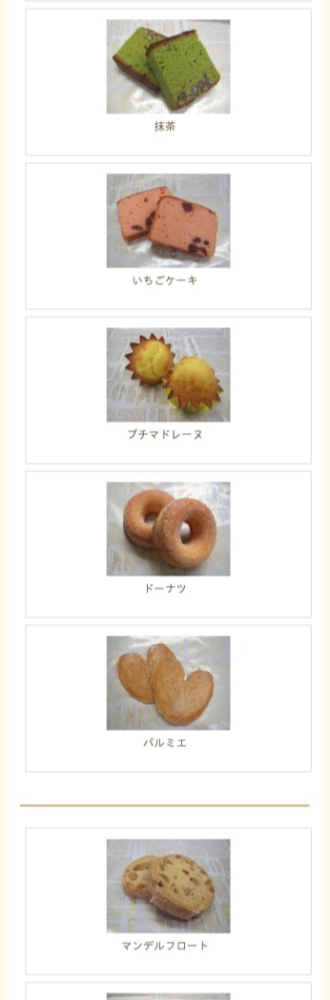 抹茶
いちごケーキ
プチマドレーヌ
ドーナツ
パルミエ
マンデルフロート